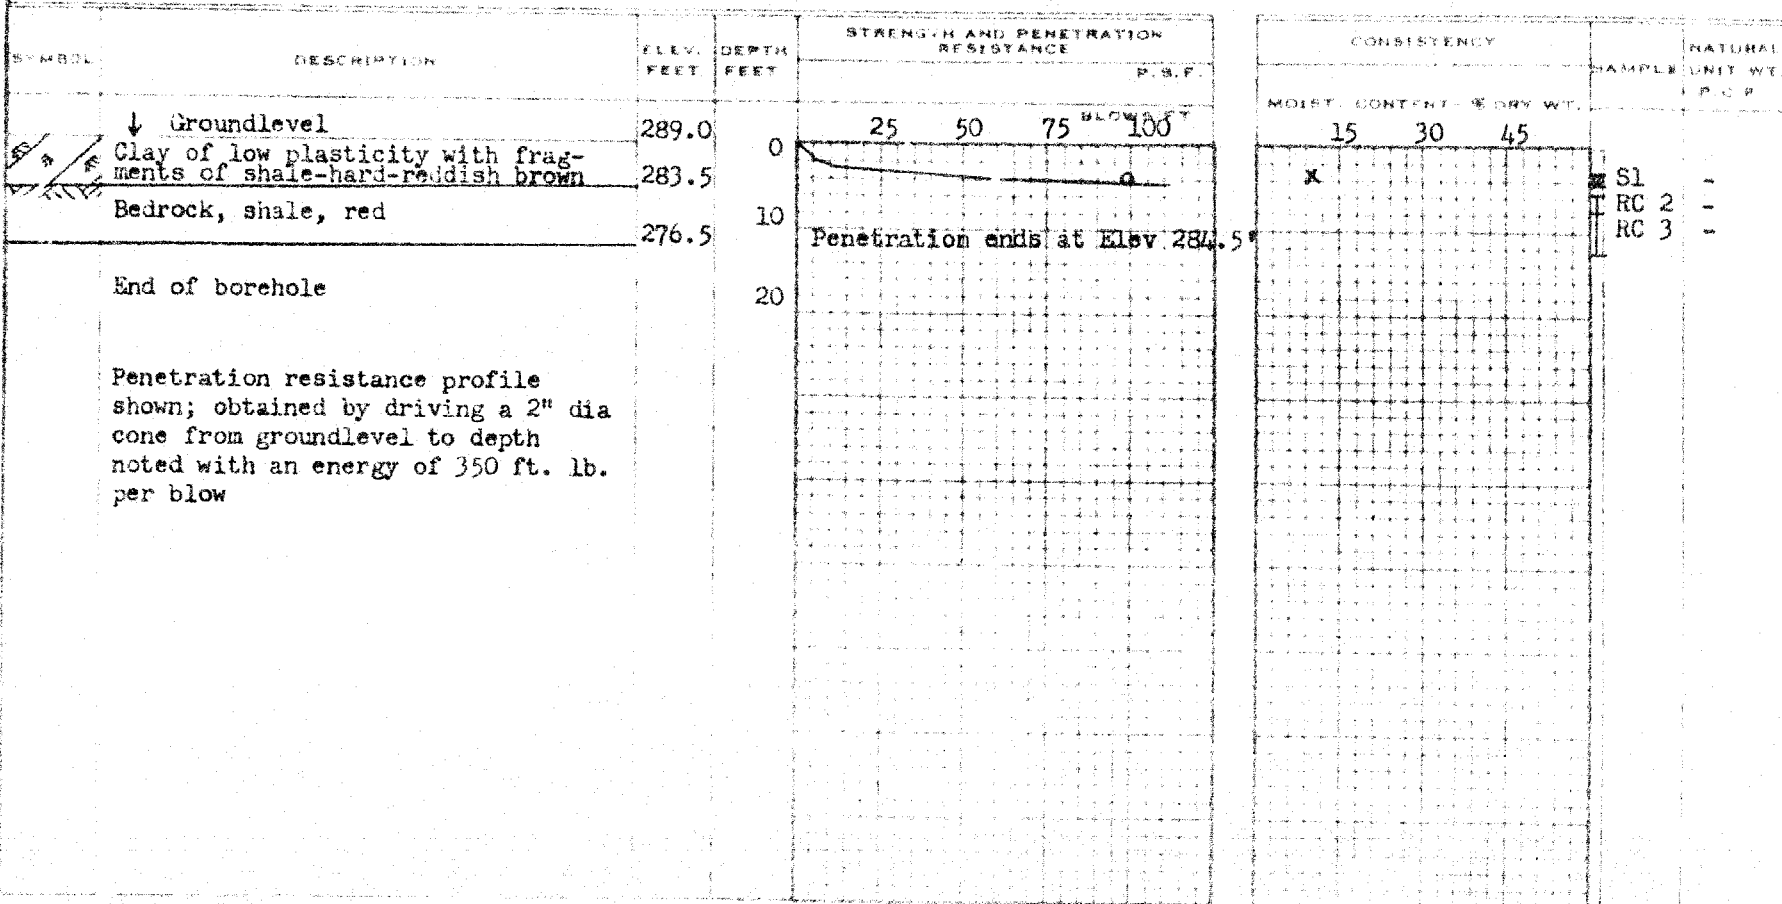 SYMBOL
DESCRIPTION
ELEV. FEET
DEPTH FEET
STRENGTH AND PENETRATION
RESISTANCE
P.S.F.
BLOWS/FT
CONSISTENCY
MOIST. CONTENT - % DRY WT.
SAMPLE
NATURAL
UNIT WT.
P.C.F.
↓ Groundlevel 289.0
25 50 75 100
15 30 45
0
Clay of low plasticity with frag-
ments of shale-hard-reddish brown 283.5
o
x
S1 -
Bedrock, shale, red
RC 2 -
10
276.5
Penetration ends at Elev 284.5'
RC 3 -
End of borehole
20
Penetration resistance profile
shown; obtained by driving a 2" dia
cone from groundlevel to depth
noted with an energy of 350 ft. lb.
per blow